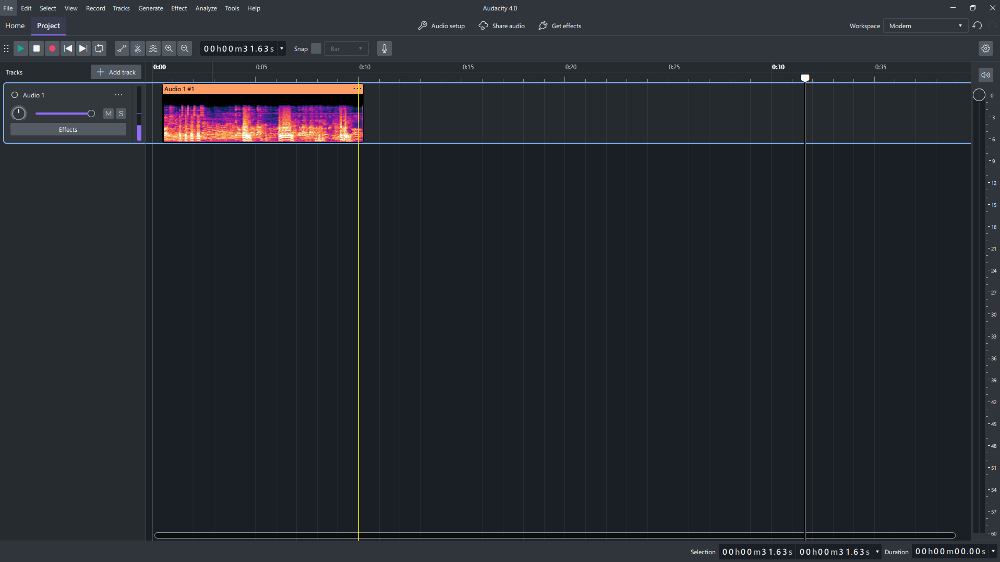 File Edit Select View Record Tracks Generate Effect Analyze Tools Help Audacity 4.0
Home Project Audio setup Share audio Get effects Workspace Modern
00h00m31.63s Snap Bar
Tracks Add track 0:00 0:05 0:10 0:15 0:20 0:25 0:30 0:35
Audio 1 ... Audio 1 #1 ...
M S
Effects
0
-3
-6
-9
-12
-15
-18
-21
-24
-27
-30
-33
-36
-39
-42
-45
-48
-51
-54
-57
-60
Selection 00h00m31.63s 00h00m31.63s Duration 00h00m00.00s